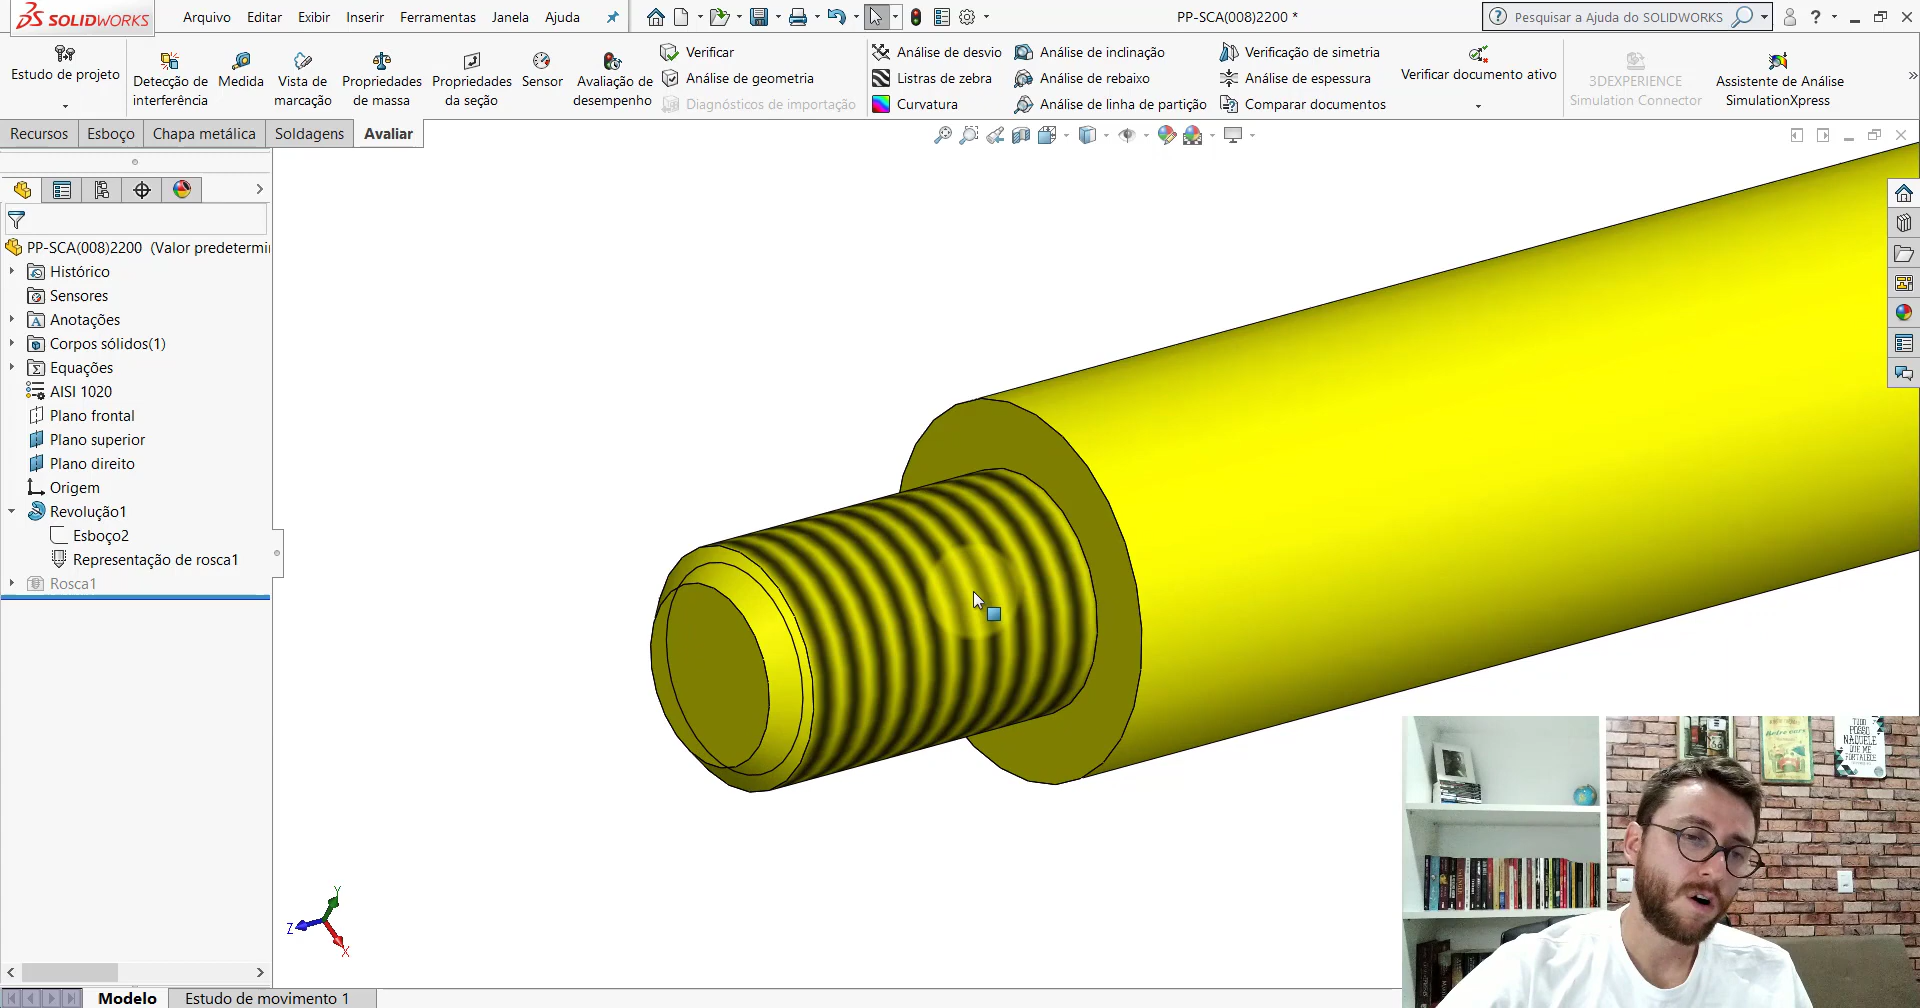 SOLIDWORKS
Arquivo Editar Exibir Inserir Ferramentas Janela Ajuda
PP-SCA(008)2200 *
Pesquisar a Ajuda do SOLIDWORKS
Estudo de projeto
Detecção de interferência
Medida
Vista de marcação
Propriedades de massa
Propriedades da seção
Sensor
Avaliação de desempenho
Verificar
Análise de geometria
Diagnósticos de importação
Análise de desvio
Listras de zebra
Curvatura
Análise de inclinação
Análise de rebaixo
Análise de linha de partição
Verificação de simetria
Análise de espessura
Comparar documentos
Verificar documento ativo
3DEXPERIENCE
Simulation Connector
Assistente de Análise
SimulationXpress
Recursos Esboço Chapa metálica Soldagens Avaliar
PP-SCA(008)2200 (Valor predetermi
Histórico
Sensores
Anotações
Corpos sólidos(1)
Equações
AISI 1020
Plano frontal
Plano superior
Plano direito
Origem
Revolução1
Esboço2
Representação de rosca1
Rosca1
Y
Z
X
TUDO
POSSO
NAQUELE
QUE ME
FORTALECE
Modelo Estudo de movimento 1